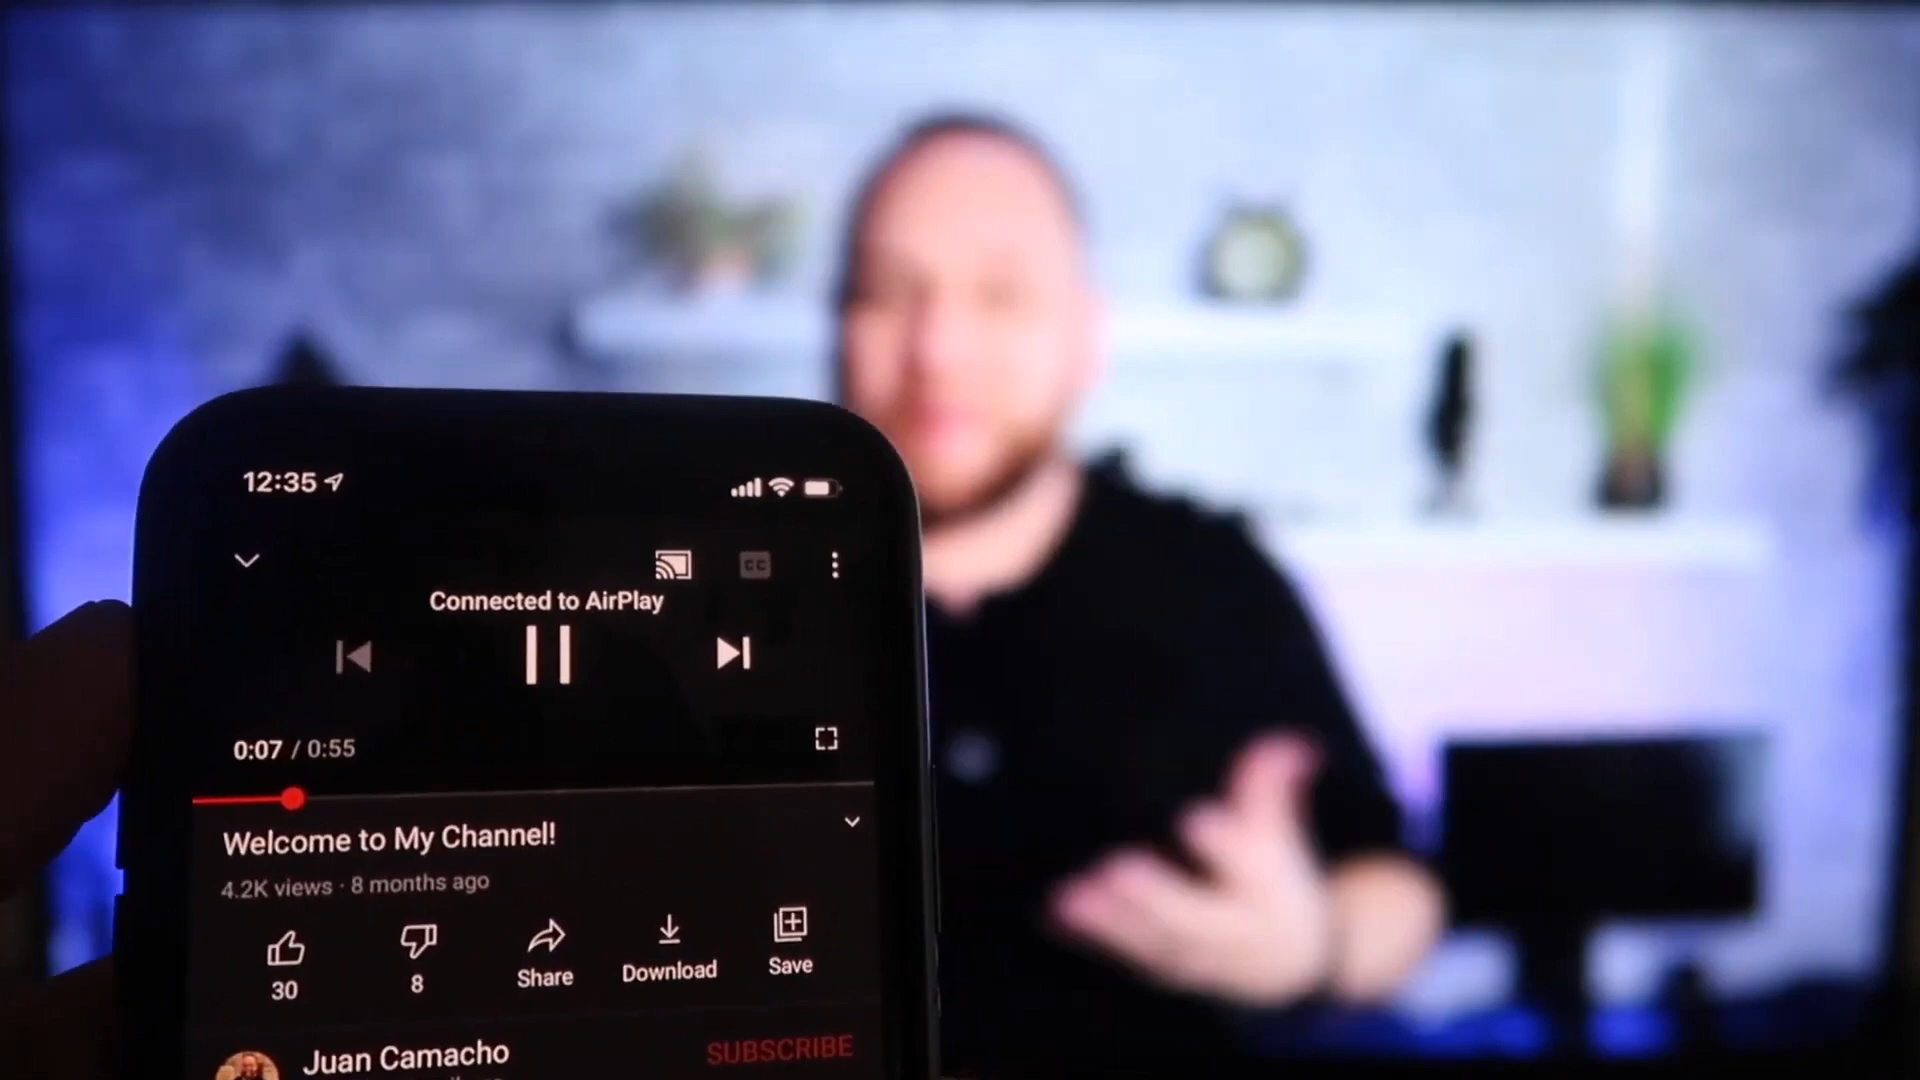 12:35
CC
Connected to AirPlay
0:07 / 0:55
Welcome to My Channel!
4.2K views · 8 months ago
30
8
Share
Download
Save
Juan Camacho
SUBSCRIBE